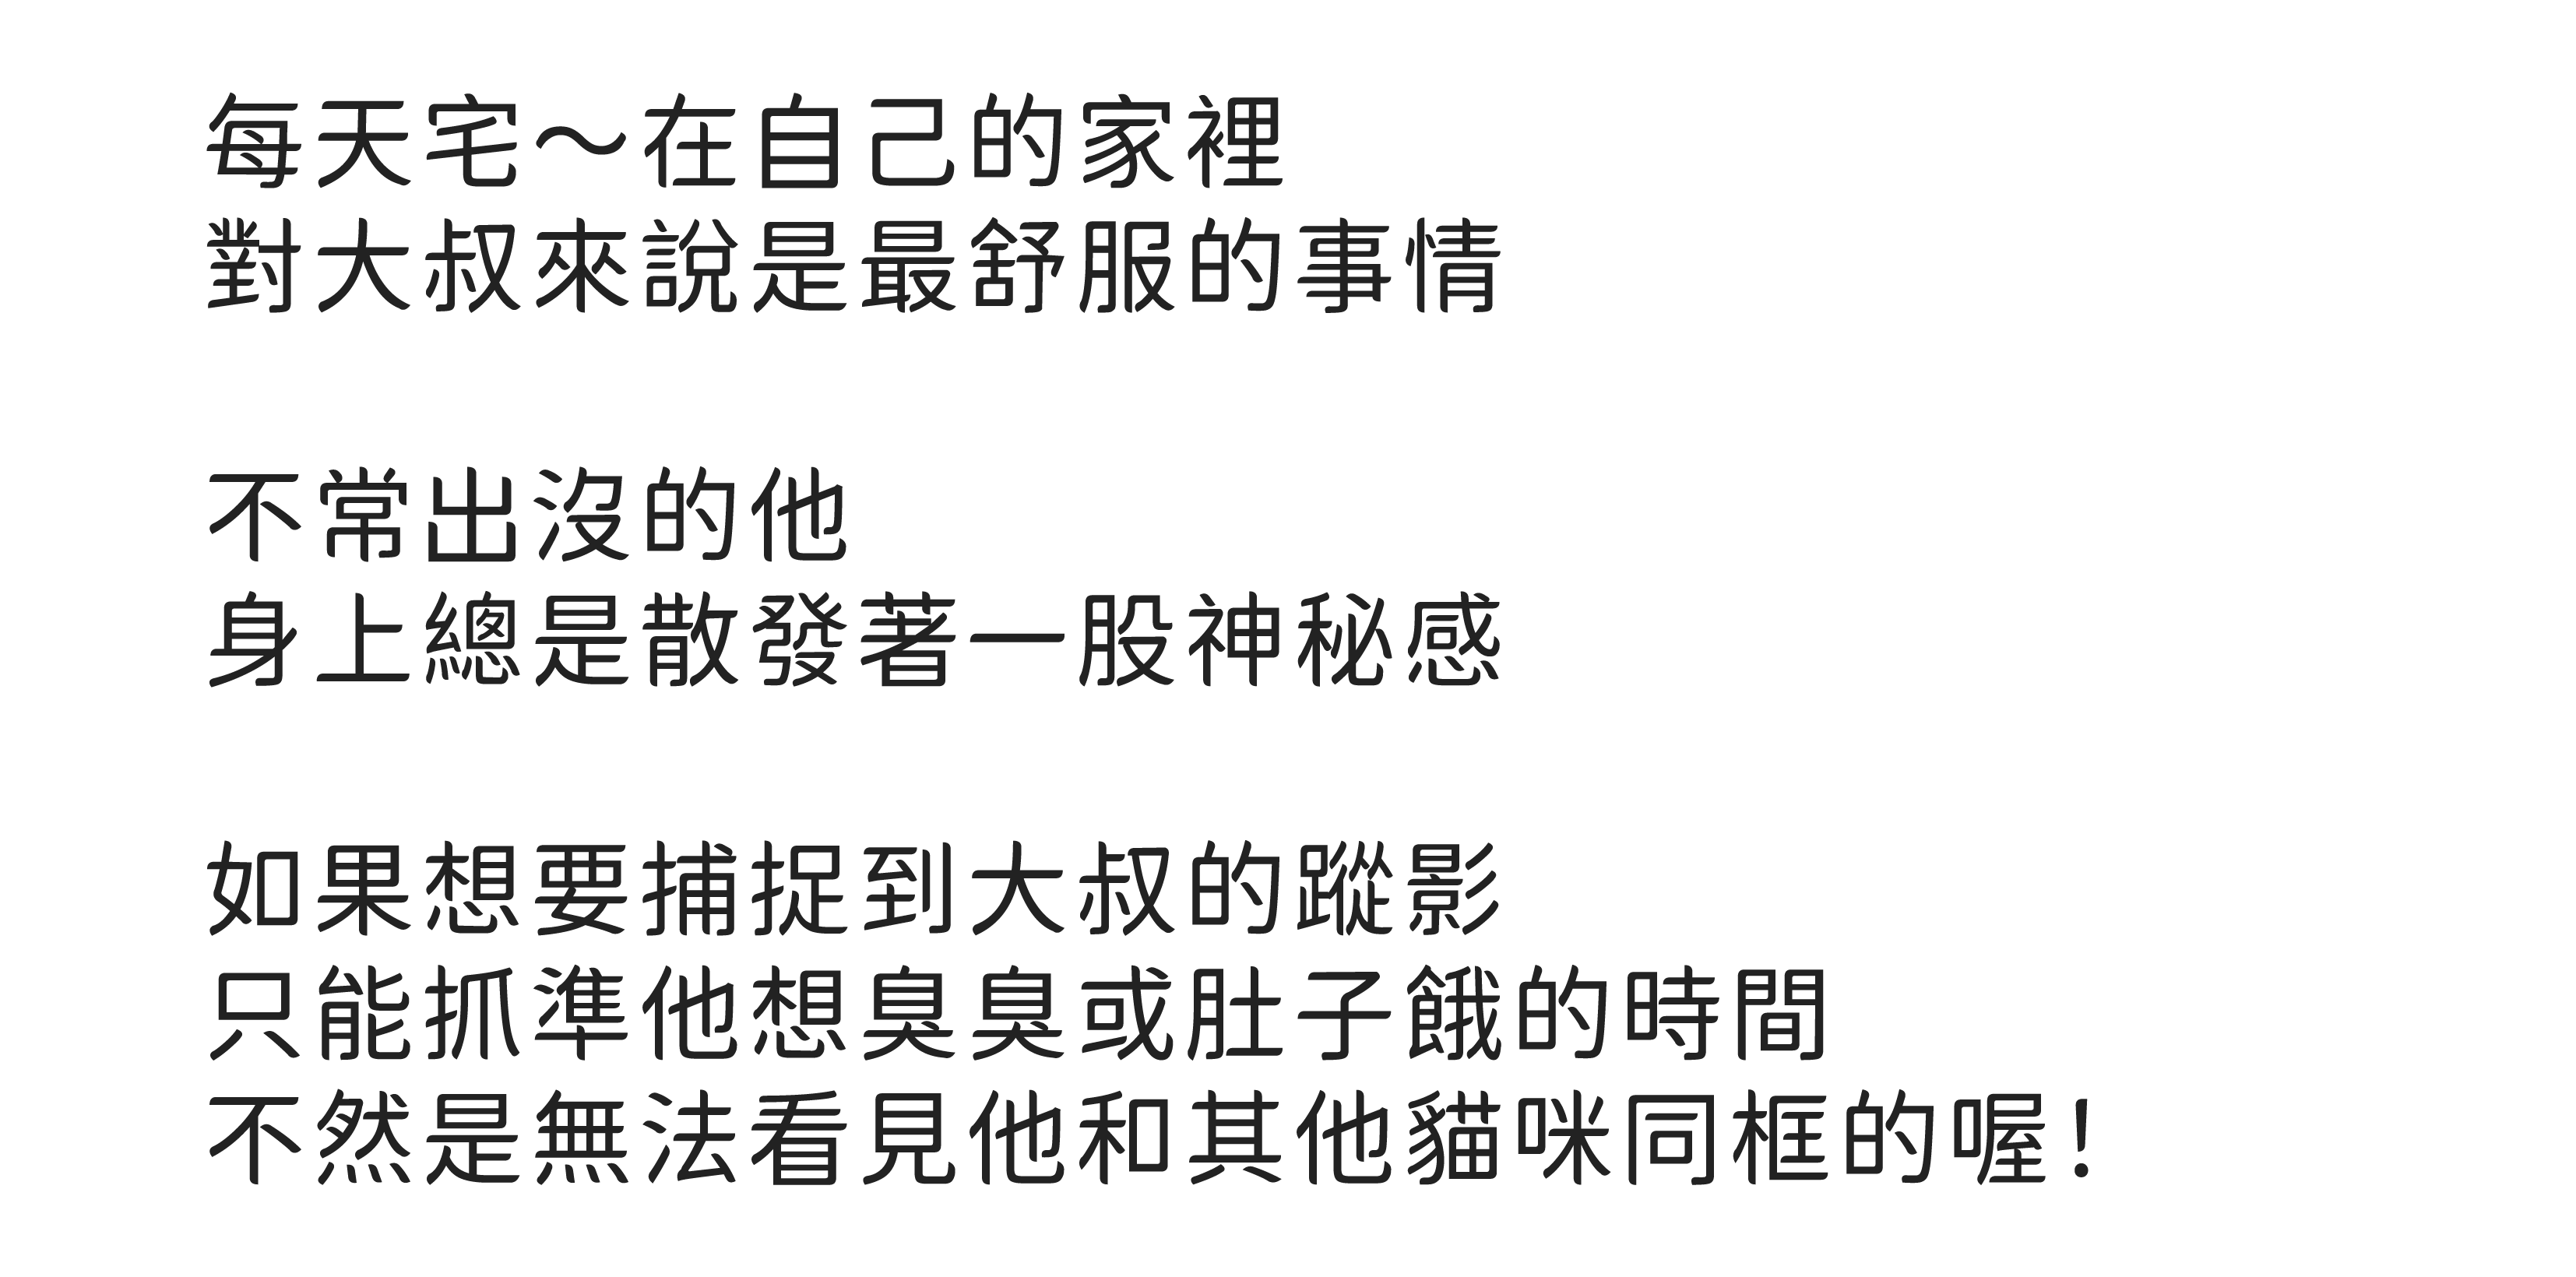 每天宅～在自己的家裡
對大叔來說是最舒服的事情
不常出沒的他
身上總是散發著一股神秘感
如果想要捕捉到大叔的蹤影
只能抓準他想臭臭或肚子餓的時間
不然是無法看見他和其他貓咪同框的喔！